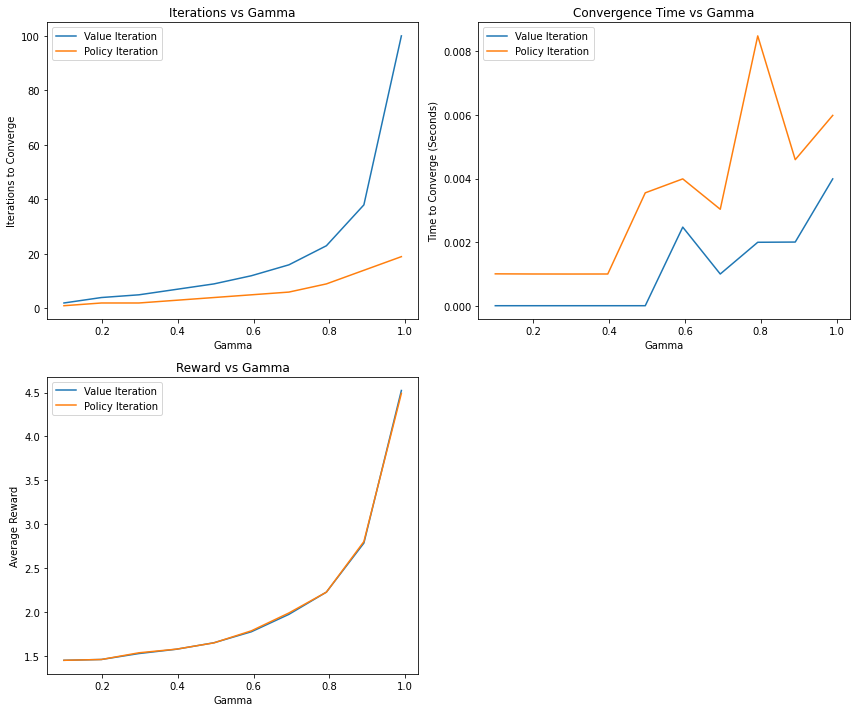 Iterations vs Gamma
Value Iteration
Policy Iteration
Iterations to Converge
100
80
60
40
20
0
0.2 0.4 0.6 0.8 1.0
Gamma
Convergence Time vs Gamma
Value Iteration
Policy Iteration
Time to Converge (Seconds)
0.008
0.006
0.004
0.002
0.000
0.2 0.4 0.6 0.8 1.0
Gamma
Reward vs Gamma
Value Iteration
Policy Iteration
Average Reward
4.5
4.0
3.5
3.0
2.5
2.0
1.5
0.2 0.4 0.6 0.8 1.0
Gamma